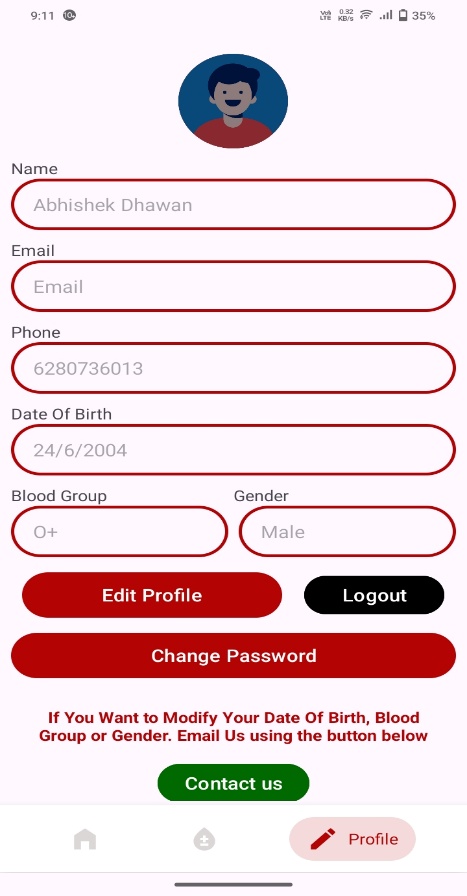 9:11
Vo)) LTE 0.32 KB/s 35%
Name
Abhishek Dhawan
Email
Email
Phone
6280736013
Date Of Birth
24/6/2004
Blood Group Gender
O+ Male
Edit Profile Logout
Change Password
If You Want to Modify Your Date Of Birth, Blood
Group or Gender. Email Us using the button below
Contact us
Profile